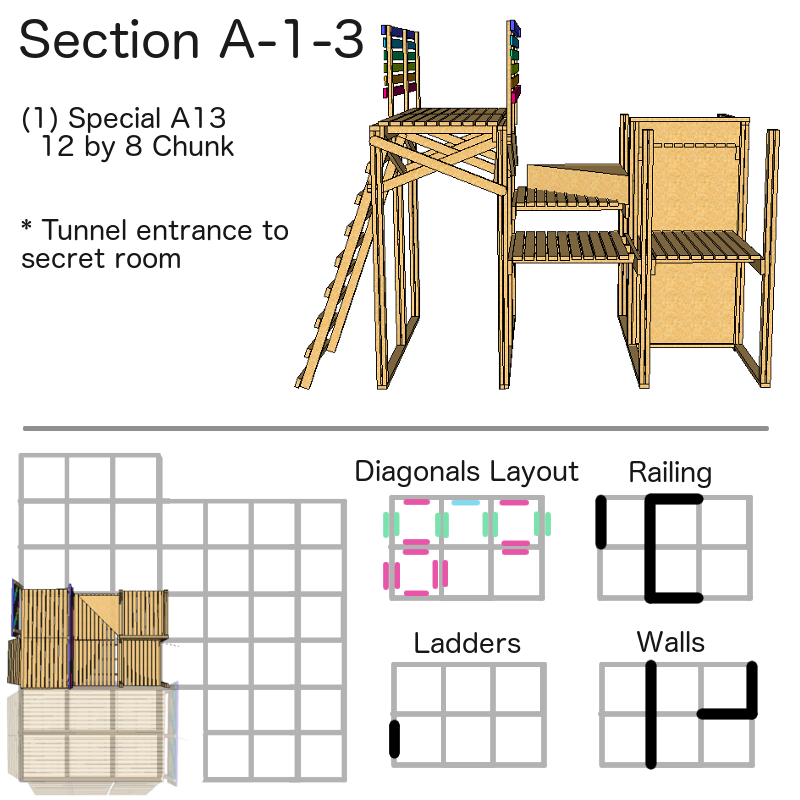 Section A-1-3
(1) Special A13
12 by 8 Chunk
* Tunnel entrance to
secret room
Diagonals Layout
Railing
Ladders
Walls